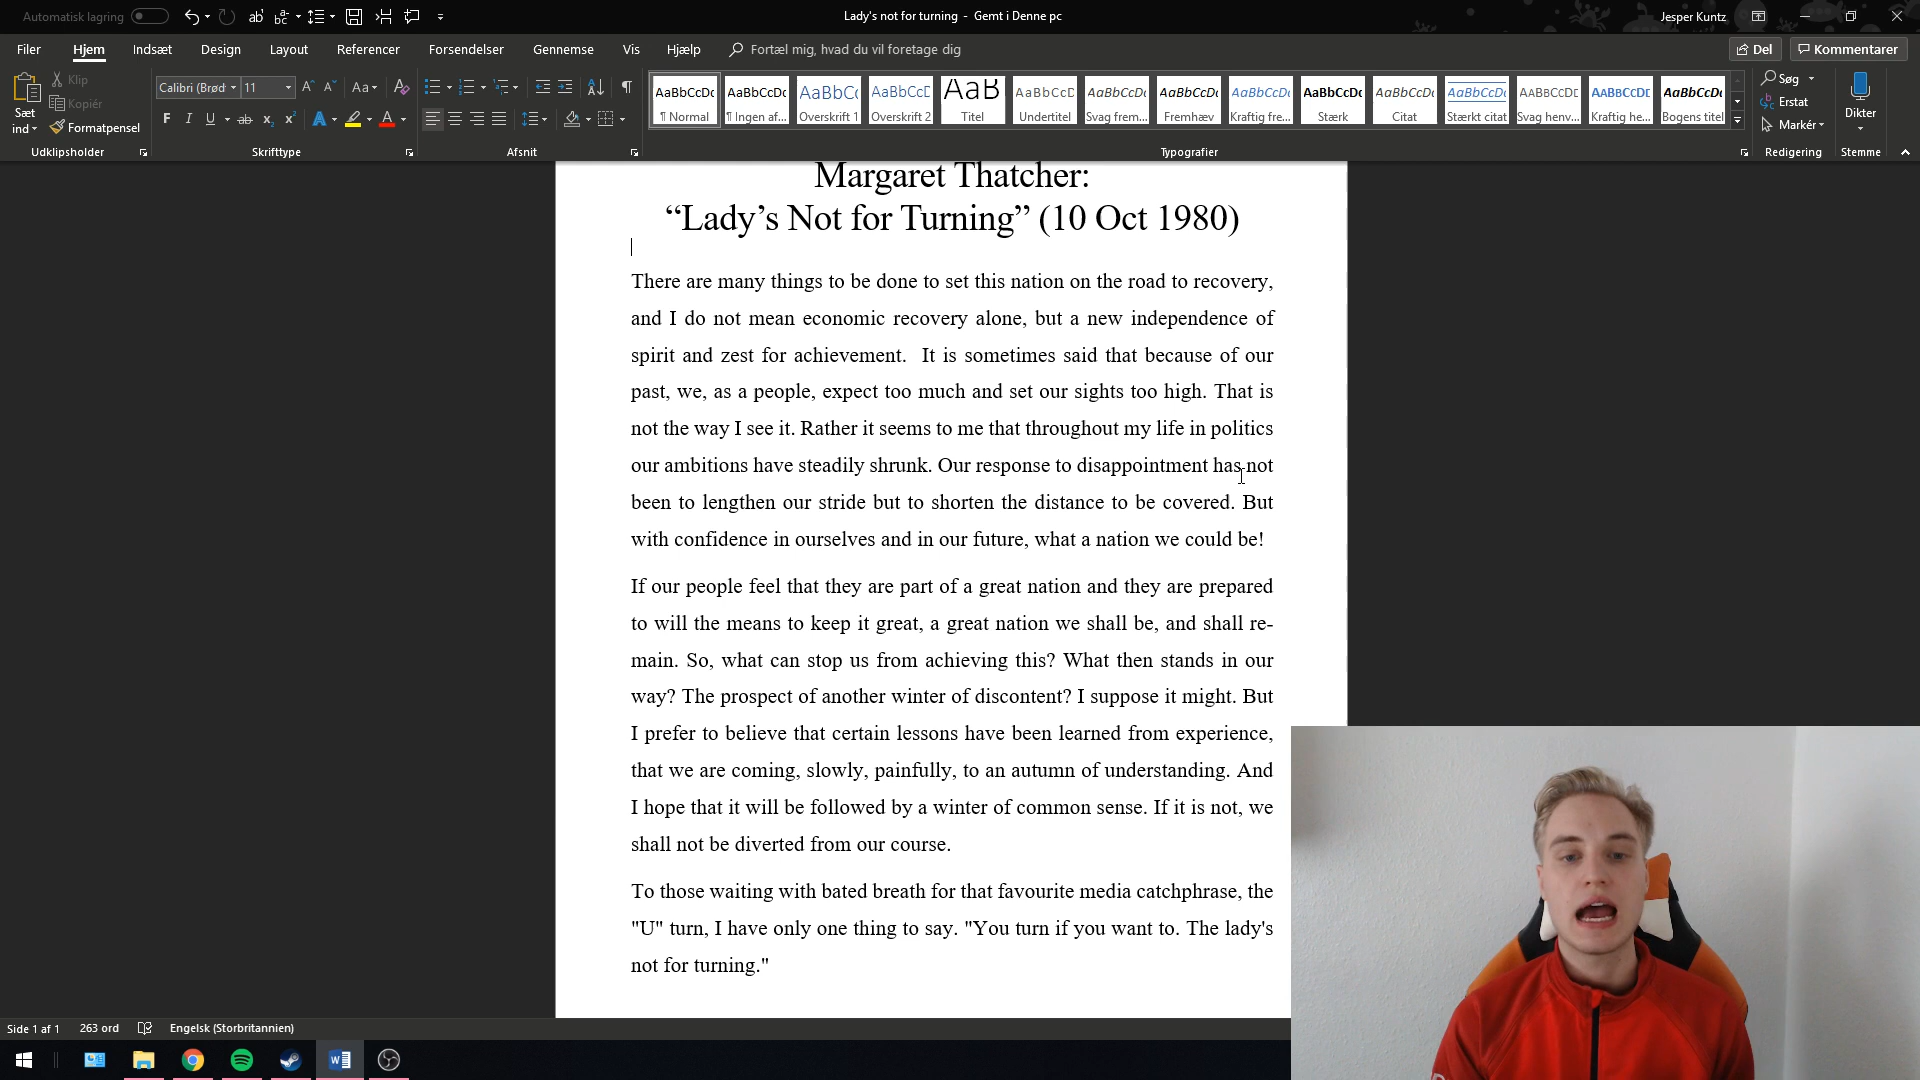 Automatisk lagring
Lady's not for turning - Gemt i Denne pc
Jesper Kuntz
Filer Hjem Indsæt Design Layout Referencer Forsendelser Gennemse Vis Hjælp Fortæl mig, hvad du vil foretage dig Del Kommentarer
Sæt ind
Klip
Kopiér
Formatpensel
Udklipsholder
Calibri (Brød 11
Skrifttype
Afsnit
AaBbCcDc AaBbCcDc AaBbCc AaBbCcD AaB AaBbCcD AaBbCcDc AaBbCcDc AaBbCcDc AaBbCcDc AaBbCcDc AaBbCcDc AABBCCDE AABBCCDE AaBbCcDc
¶ Normal ¶ Ingen af... Overskrift 1 Overskrift 2 Titel Undertitel Svag frem... Fremhæv Kraftig fre... Stærk Citat Stærkt citat Svag henv... Kraftig he... Bogens titel
Typografier
Søg
Erstat
Markér
Redigering
Dikter
Stemme
Margaret Thatcher:
“Lady’s Not for Turning” (10 Oct 1980)
There are many things to be done to set this nation on the road to recovery,
and I do not mean economic recovery alone, but a new independence of
spirit and zest for achievement.  It is sometimes said that because of our
past, we, as a people, expect too much and set our sights too high. That is
not the way I see it. Rather it seems to me that throughout my life in politics
our ambitions have steadily shrunk. Our response to disappointment has not
been to lengthen our stride but to shorten the distance to be covered. But
with confidence in ourselves and in our future, what a nation we could be!
If our people feel that they are part of a great nation and they are prepared
to will the means to keep it great, a great nation we shall be, and shall re-
main. So, what can stop us from achieving this? What then stands in our
way? The prospect of another winter of discontent? I suppose it might. But
I prefer to believe that certain lessons have been learned from experience,
that we are coming, slowly, painfully, to an autumn of understanding. And
I hope that it will be followed by a winter of common sense. If it is not, we
shall not be diverted from our course.
To those waiting with bated breath for that favourite media catchphrase, the
"U" turn, I have only one thing to say. "You turn if you want to. The lady's
not for turning."
Side 1 af 1 263 ord Engelsk (Storbritannien)